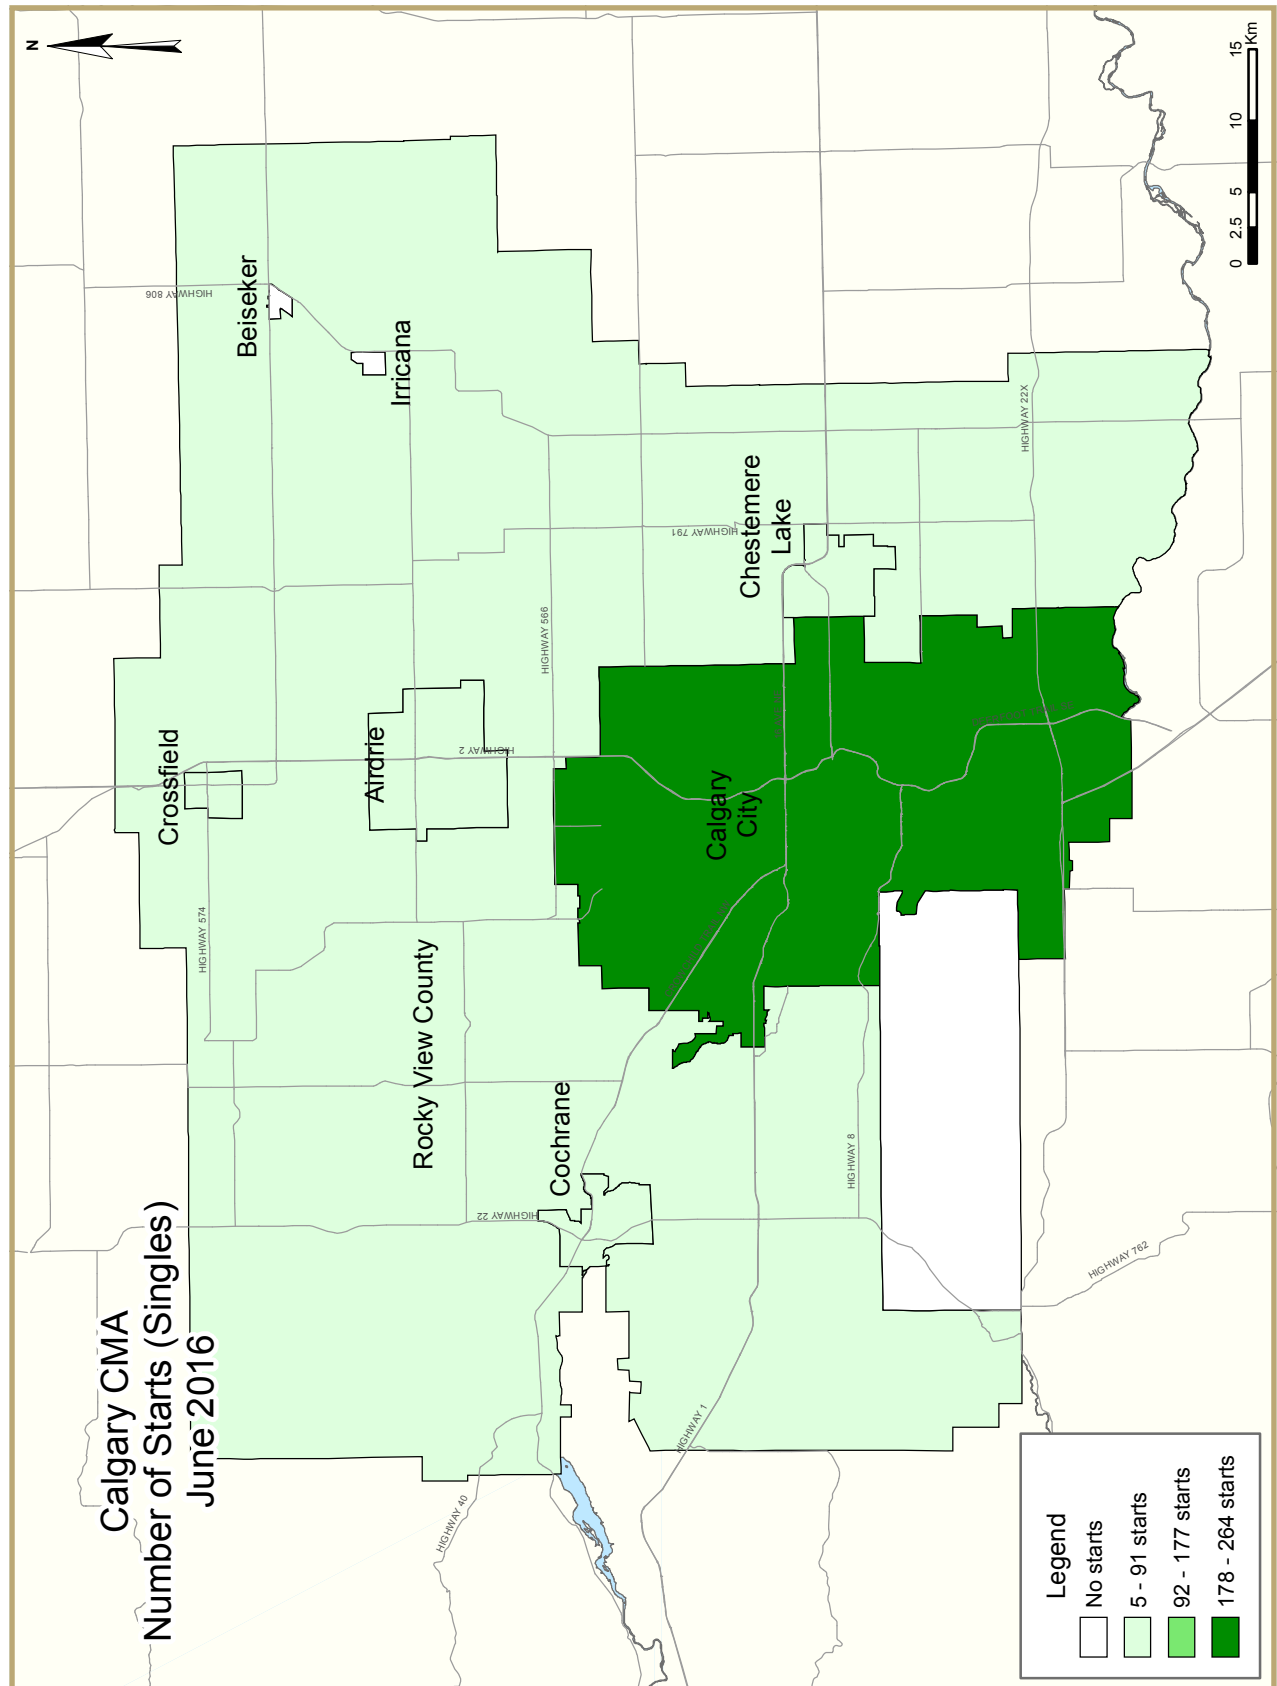 Calgary CMA
Number of Starts (Singles)
June 2016
N
HIGHWAY 806
Beiseker
Irricana
Crossfield
HIGHWAY 574
Airdrie
HIGHWAY 2
HIGHWAY 566
Rocky View County
Cochrane
HIGHWAY 22
HIGHWAY 40
HIGHWAY 1
Calgary
City
Chestemere
Lake
HIGHWAY 791
HIGHWAY 22X
HIGHWAY 8
HIGHWAY 762
Legend
No starts
5 - 91 starts
92 - 177 starts
178 - 264 starts
0 2.5 5 10 15
Km